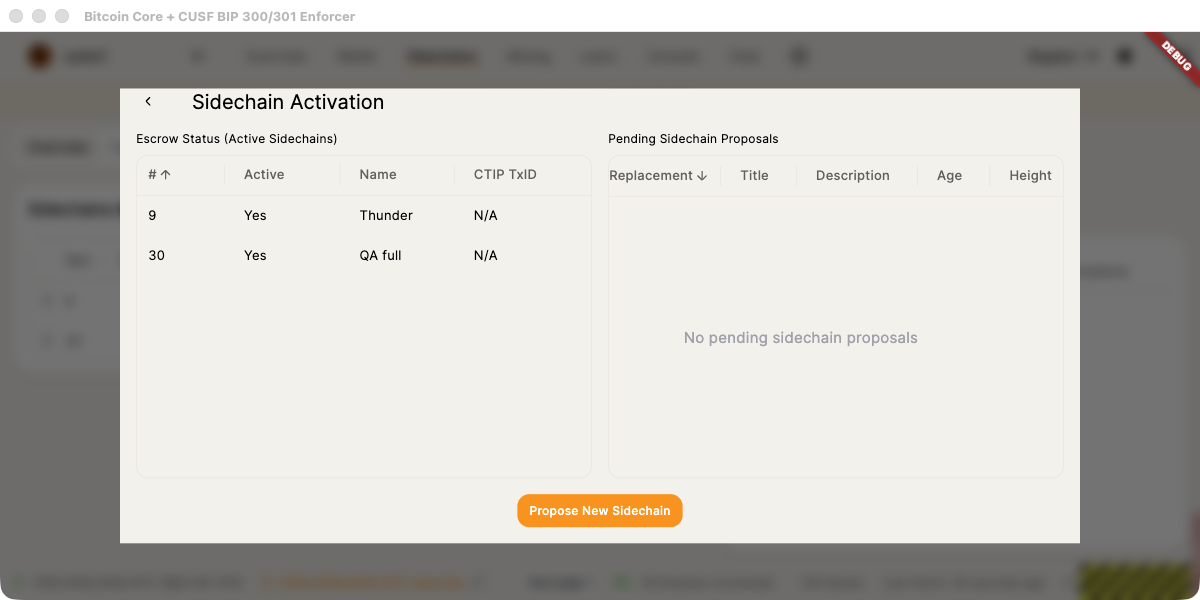 Bitcoin Core + CUSF BIP 300/301 Enforcer
DEBUG
Sidechain Activation
Escrow Status (Active Sidechains)
# ↑ Active Name CTIP TxID
9 Yes Thunder N/A
30 Yes QA full N/A
Pending Sidechain Proposals
Replacement ↓ Title Description Age Height
No pending sidechain proposals
Propose New Sidechain